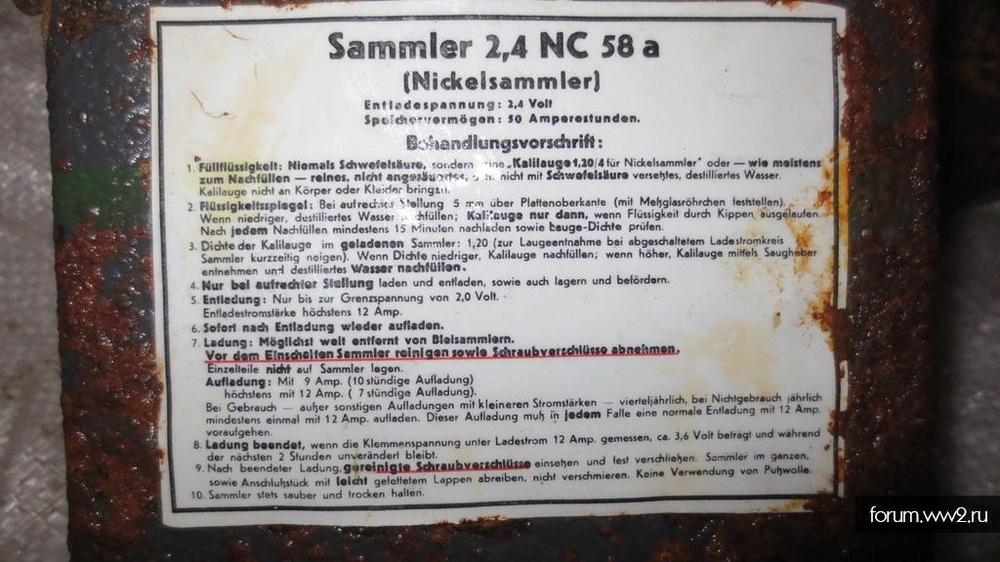 Sammler 2,4 NC 58 a
(Nickelsammler)
Entladespannung: 2,4 Volt
Speichervermögen: 50 Amperestunden.
Behandlungsvorschrift:
1. Füllflüssigkeit: Niemals Schwefelsäure, sondern eine „Kalilauge 1,20/4 für Nickelsammler" oder — wie meistens
zum Nachfüllen — reines, nicht angesäuertes, d. h. nicht mit Schwefelsäure versetztes, destilliertes Wasser.
Kalilauge nicht an Körper oder Kleider bringen.
2. Flüssigkeitsspiegel: Bei aufrechter Stellung 5 mm über Plattenoberkante (mit Meßglasröhrchen feststellen).
Wenn niedriger, destilliertes Wasser nachfüllen; Kalilauge nur dann, wenn Flüssigkeit durch Kippen ausgelaufen.
Nach jedem Nachfüllen mindestens 15 Minuten nachladen sowie Lauge-Dichte prüfen.
3. Dichte der Kalilauge im geladenen Sammler: 1,20 (zur Laugeentnahme bei abgeschaltetem Ladestromkreis
Sammler kurzzeitig neigen). Wenn Dichte niedriger, Kalilauge nachfüllen; wenn höher, Kalilauge mittels Saugheber
entnehmen und destilliertes Wasser nachfüllen.
4. Nur bei aufrechter Stellung laden und entladen, sowie auch lagern und befördern.
5. Entladung: Nur bis zur Grenzspannung von 2,0 Volt.
Entladestromstärke höchstens 12 Amp.
6. Sofort nach Entladung wieder aufladen.
7. Ladung: Möglichst weit entfernt von Bleisammlern.
Vor dem Einschalten Sammler reinigen sowie Schraubverschlüsse abnehmen.
Einzelteile nicht auf Sammler legen.
Aufladung: Mit 9 Amp. (10 stündige Aufladung)
höchstens mit 12 Amp. ( 7 stündige Aufladung).
Bei Gebrauch — außer sonstigen Aufladungen mit kleineren Stromstärken — vierteljährlich, bei Nichtgebrauch jährlich
mindestens einmal mit 12 Amp. aufladen. Dieser Aufladung muß in jedem Falle eine normale Entladung mit 12 Amp.
voraufgehen.
8. Ladung beendet, wenn die Klemmenspannung unter Ladestrom 12 Amp. gemessen, ca. 3,6 Volt beträgt und während
der nächsten 2 Stunden unverändert bleibt.
9. Nach beendeter Ladung, gereinigte Schraubverschlüsse einsetzen und fest verschließen. Sammler im ganzen,
sowie Anschlußstück mit leicht gefettetem Lappen abreiben, nicht verschmieren. Keine Verwendung von Putzwolle.
10. Sammler stets sauber und trocken halten.
forum.ww2.ru